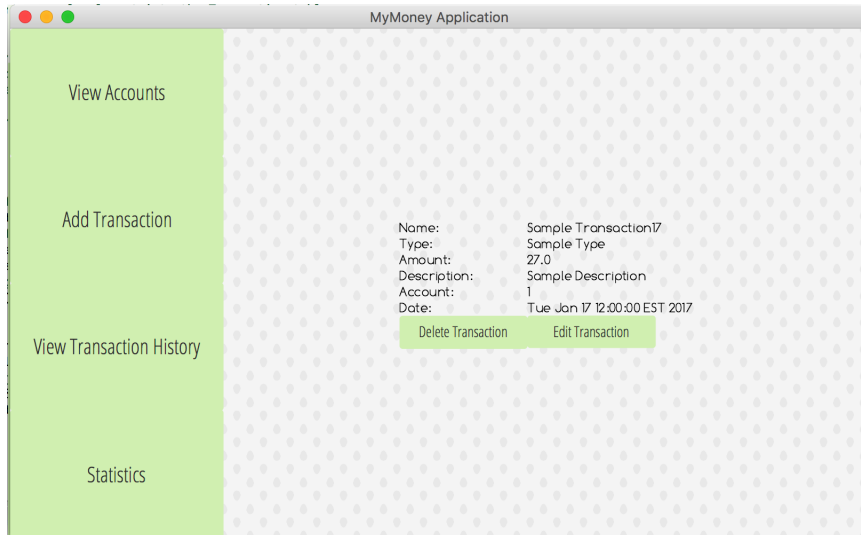 MyMoney Application
View Accounts
Add Transaction
View Transaction History
Statistics
Name: Sample Transaction17
Type: Sample Type
Amount: 27.0
Description: Sample Description
Account: 1
Date: Tue Jan 17 12:00:00 EST 2017
Delete Transaction Edit Transaction